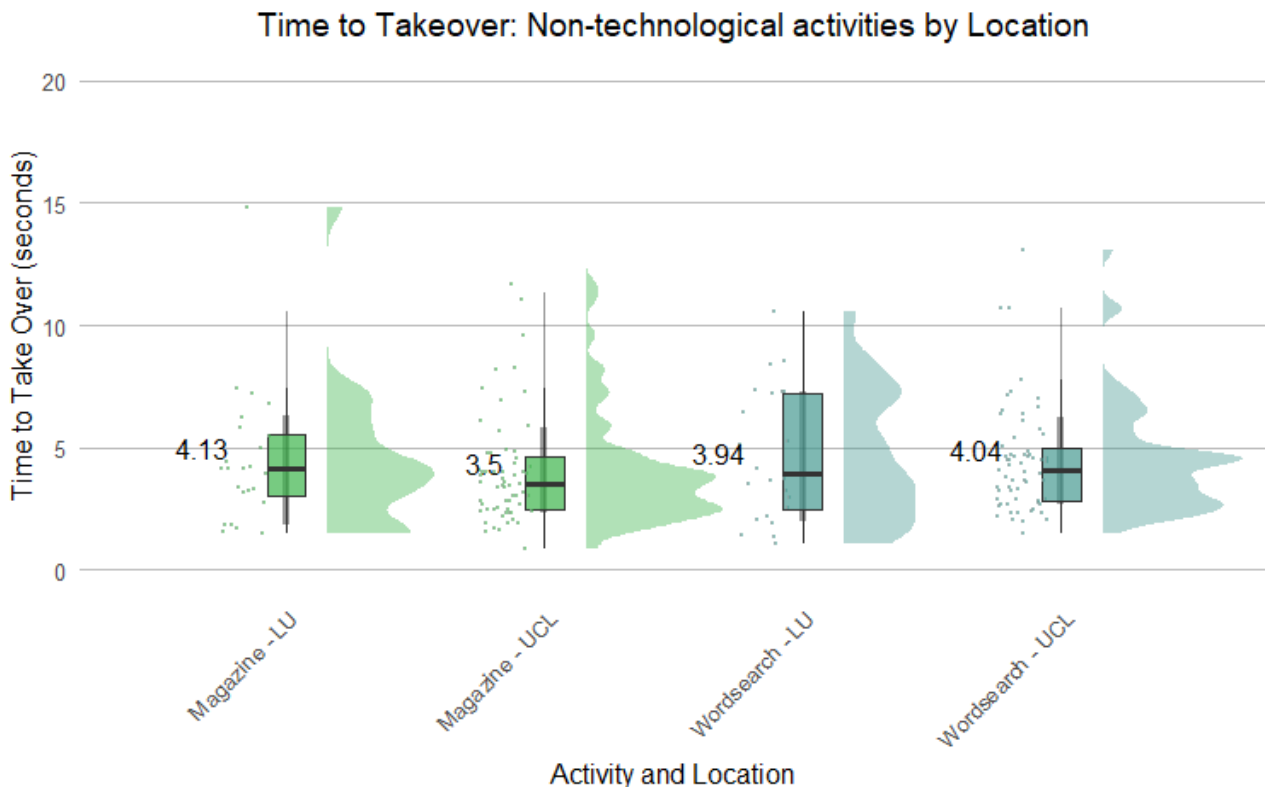 Time to Takeover: Non-technological activities by Location
Time to Take Over (seconds)
20
15
10
5
0
4.13
3.5
3.94
4.04
Magazine - LU
Magazine - UCL
Wordsearch - LU
Wordsearch - UCL
Activity and Location